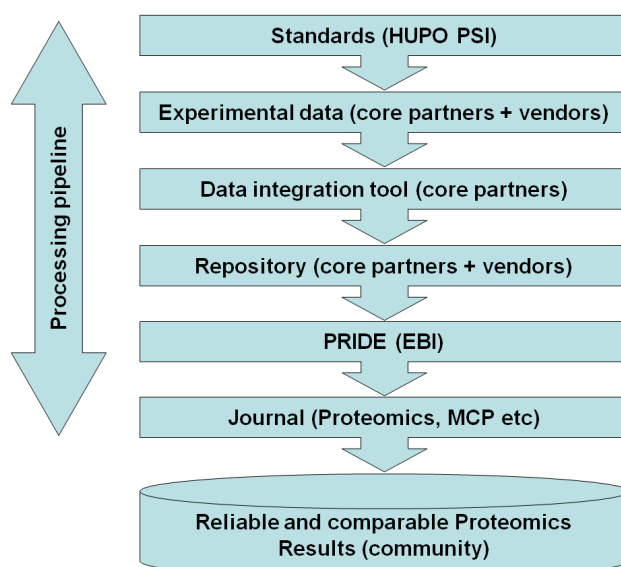 Standards (HUPO PSI)
Experimental data (core partners + vendors)
Data integration tool (core partners)
Repository (core partners + vendors)
PRIDE (EBI)
Journal (Proteomics, MCP etc)
Reliable and comparable Proteomics
Results (community)
Processing pipeline